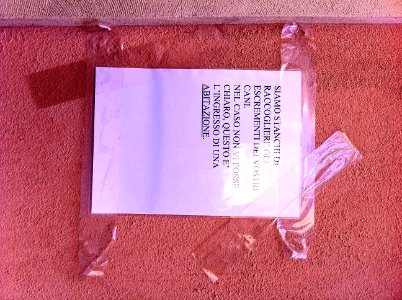 SIAMO STANCHI DI
RACCOGLIERE GLI
ESCREMENTI DEI VOSTRI
CANI.
NEL CASO NON VI FOSSE
CHIARO, QUESTO E'
L'INGRESSO DI UNA
ABITAZIONE.